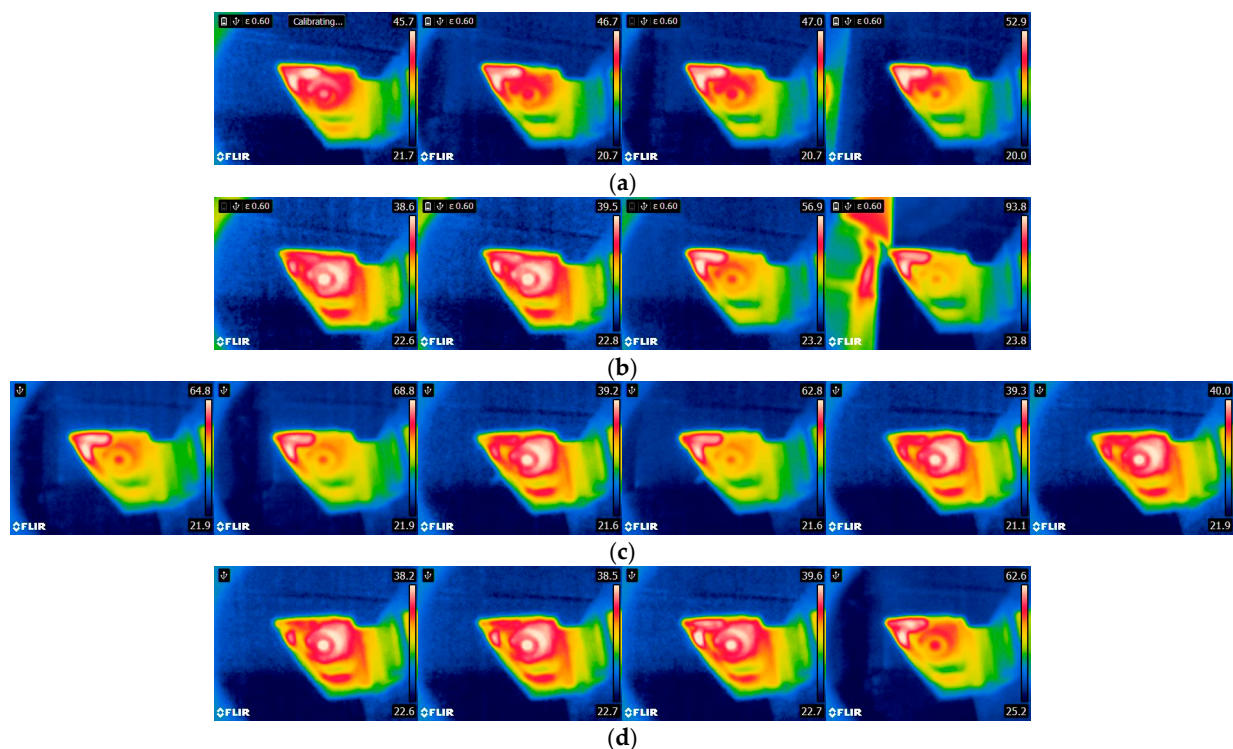 ε 0.60 Calibrating... 45.7 ε 0.60 46.7 ε 0.60 47.0 ε 0.60 52.9
FLIR 21.7 FLIR 20.7 FLIR 20.7 FLIR 20.0
(a)
ε 0.60 38.6 ε 0.60 39.5 ε 0.60 56.9 ε 0.60 93.8
FLIR 22.6 FLIR 22.8 FLIR 23.2 FLIR 23.8
(b)
64.8 68.8 39.2 62.8 39.3 40.0
FLIR 21.9 FLIR 21.9 FLIR 21.6 FLIR 21.6 FLIR 21.1 FLIR 21.9
(c)
38.2 38.5 39.6 62.6
FLIR 22.6 FLIR 22.7 FLIR 22.7 FLIR 25.2
(d)